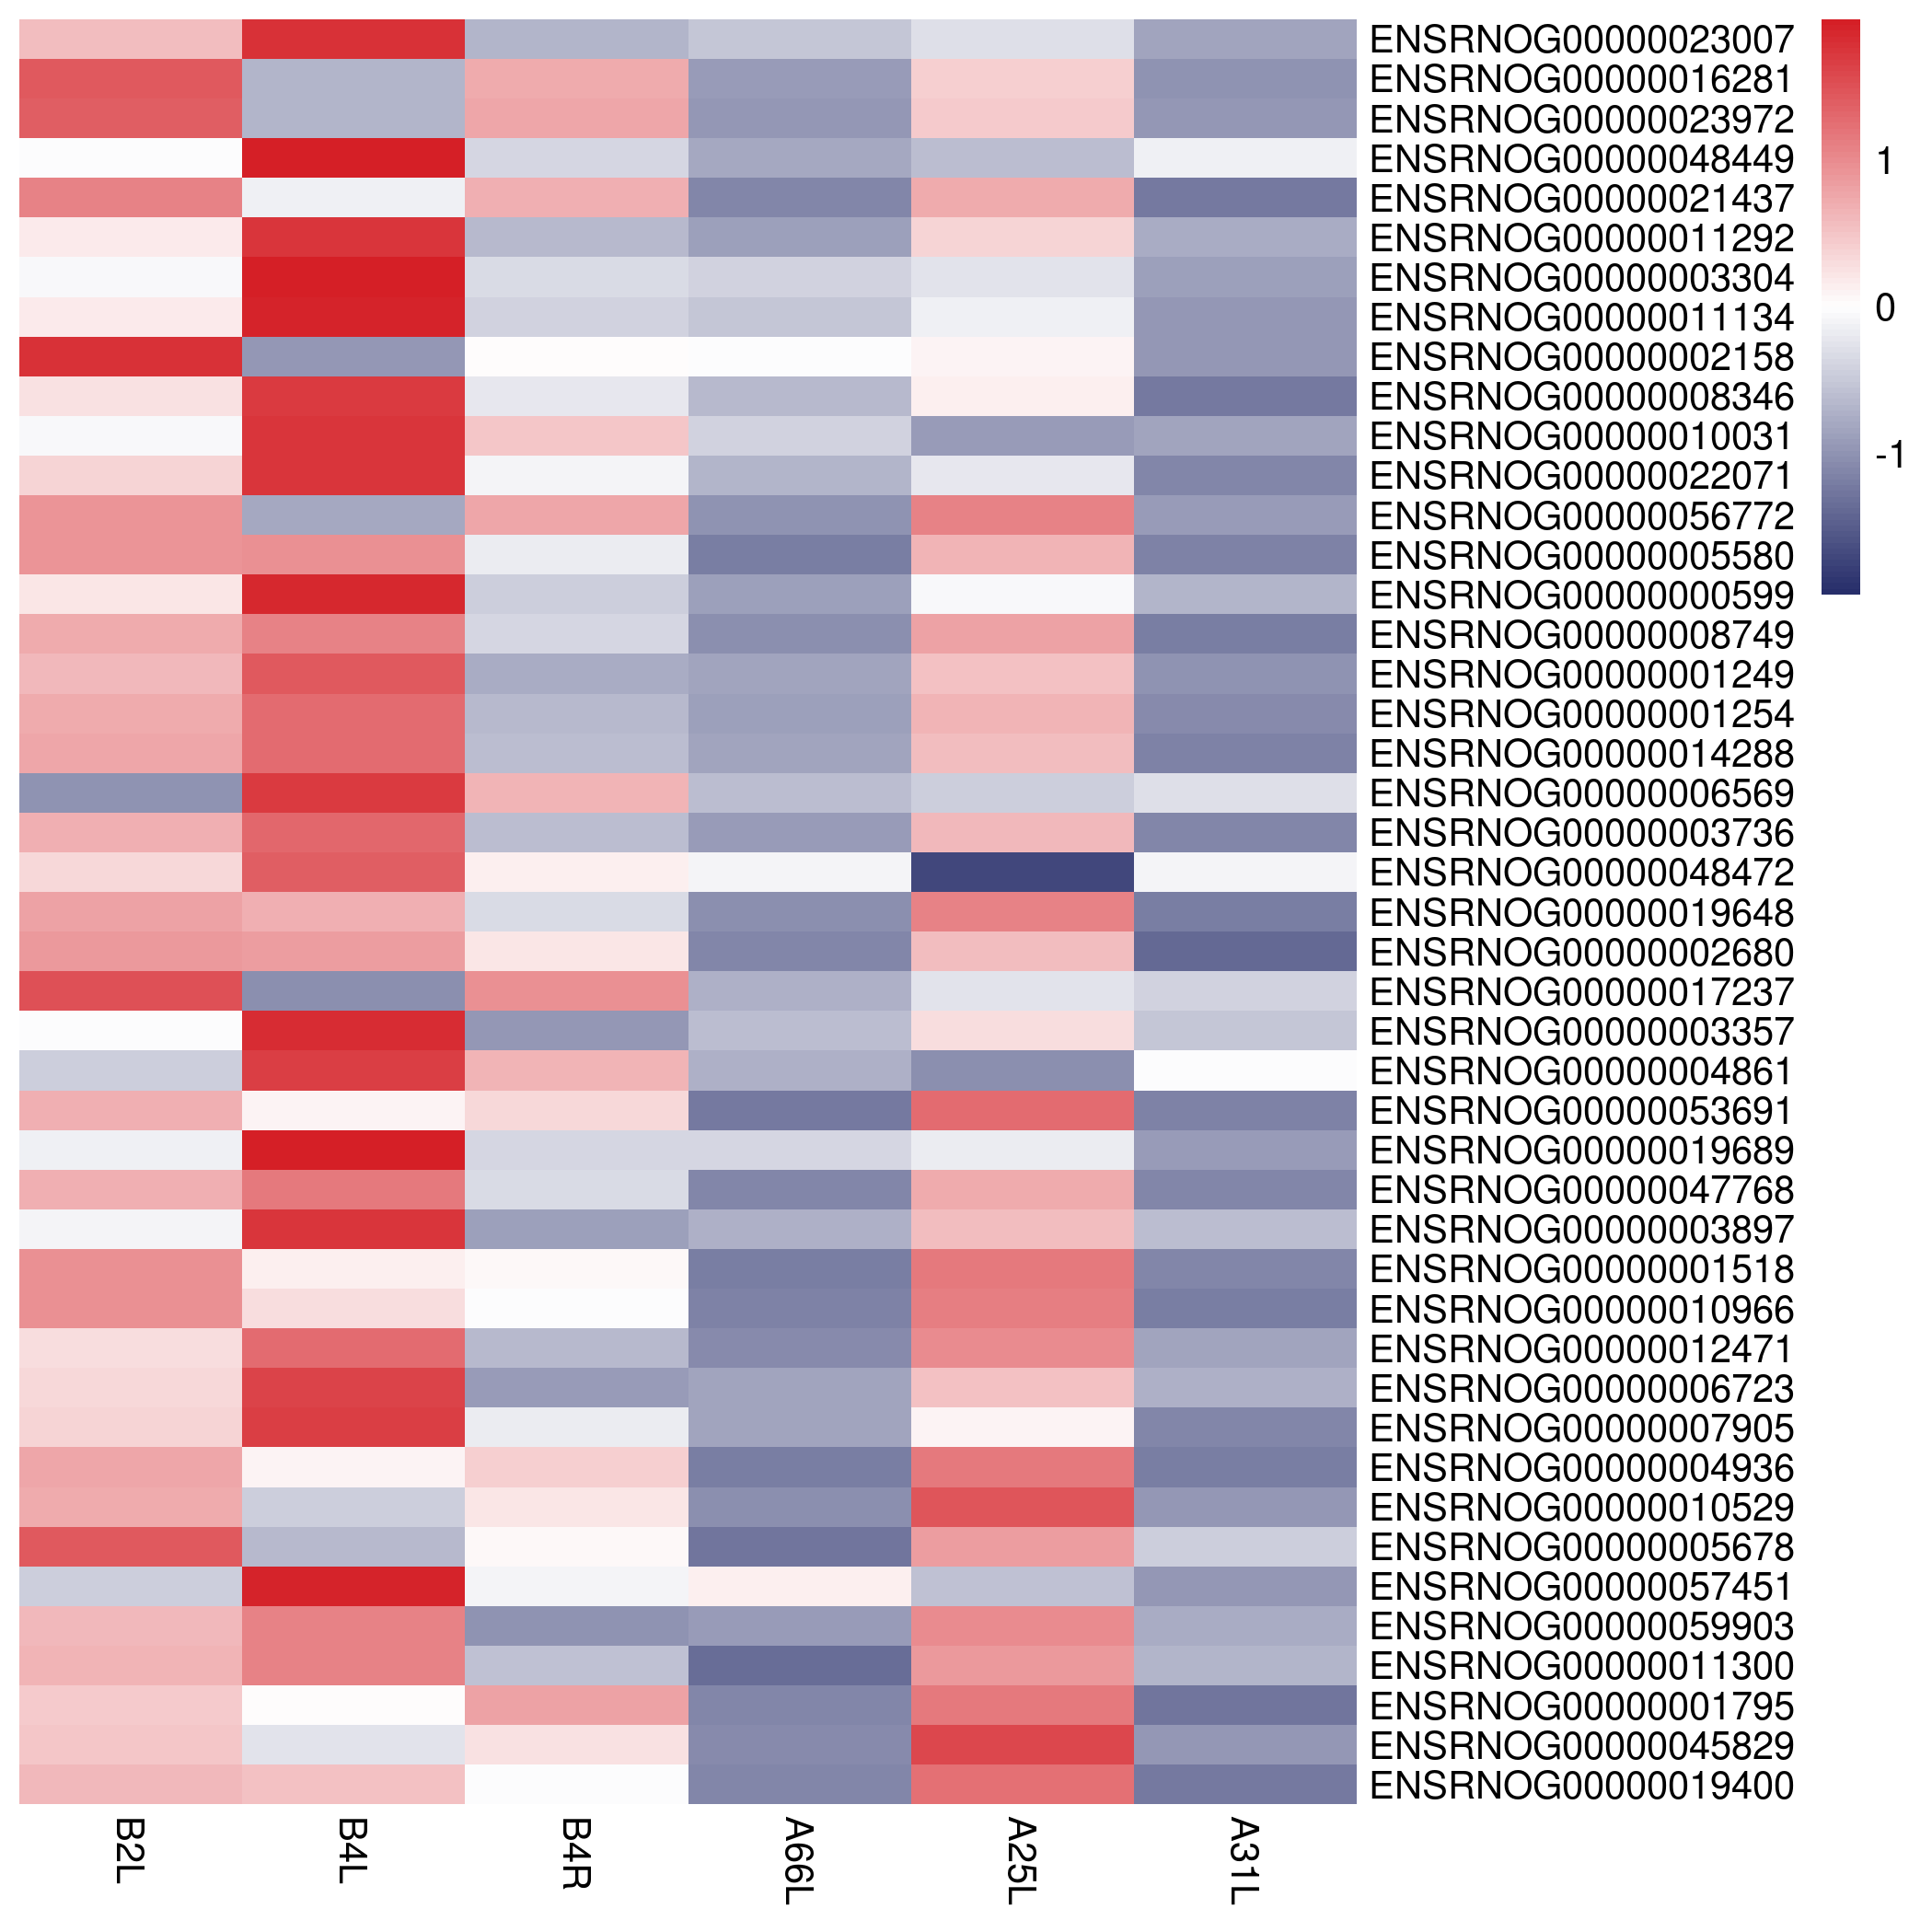 ENSRNOG00000023007
ENSRNOG00000016281
ENSRNOG00000023972
ENSRNOG00000048449
ENSRNOG00000021437
ENSRNOG00000011292
ENSRNOG00000003304
ENSRNOG00000011134
ENSRNOG00000002158
ENSRNOG00000008346
ENSRNOG00000010031
ENSRNOG00000022071
ENSRNOG00000056772
ENSRNOG00000005580
ENSRNOG00000000599
ENSRNOG00000008749
ENSRNOG00000001249
ENSRNOG00000001254
ENSRNOG00000014288
ENSRNOG00000006569
ENSRNOG00000003736
ENSRNOG00000048472
ENSRNOG00000019648
ENSRNOG00000002680
ENSRNOG00000017237
ENSRNOG00000003357
ENSRNOG00000004861
ENSRNOG00000053691
ENSRNOG00000019689
ENSRNOG00000047768
ENSRNOG00000003897
ENSRNOG00000001518
ENSRNOG00000010966
ENSRNOG00000012471
ENSRNOG00000006723
ENSRNOG00000007905
ENSRNOG00000004936
ENSRNOG00000010529
ENSRNOG00000005678
ENSRNOG00000057451
ENSRNOG00000059903
ENSRNOG00000011300
ENSRNOG00000001795
ENSRNOG00000045829
ENSRNOG00000019400
1
0
-1
B2L
B4L
B4R
A66L
A25L
A31L